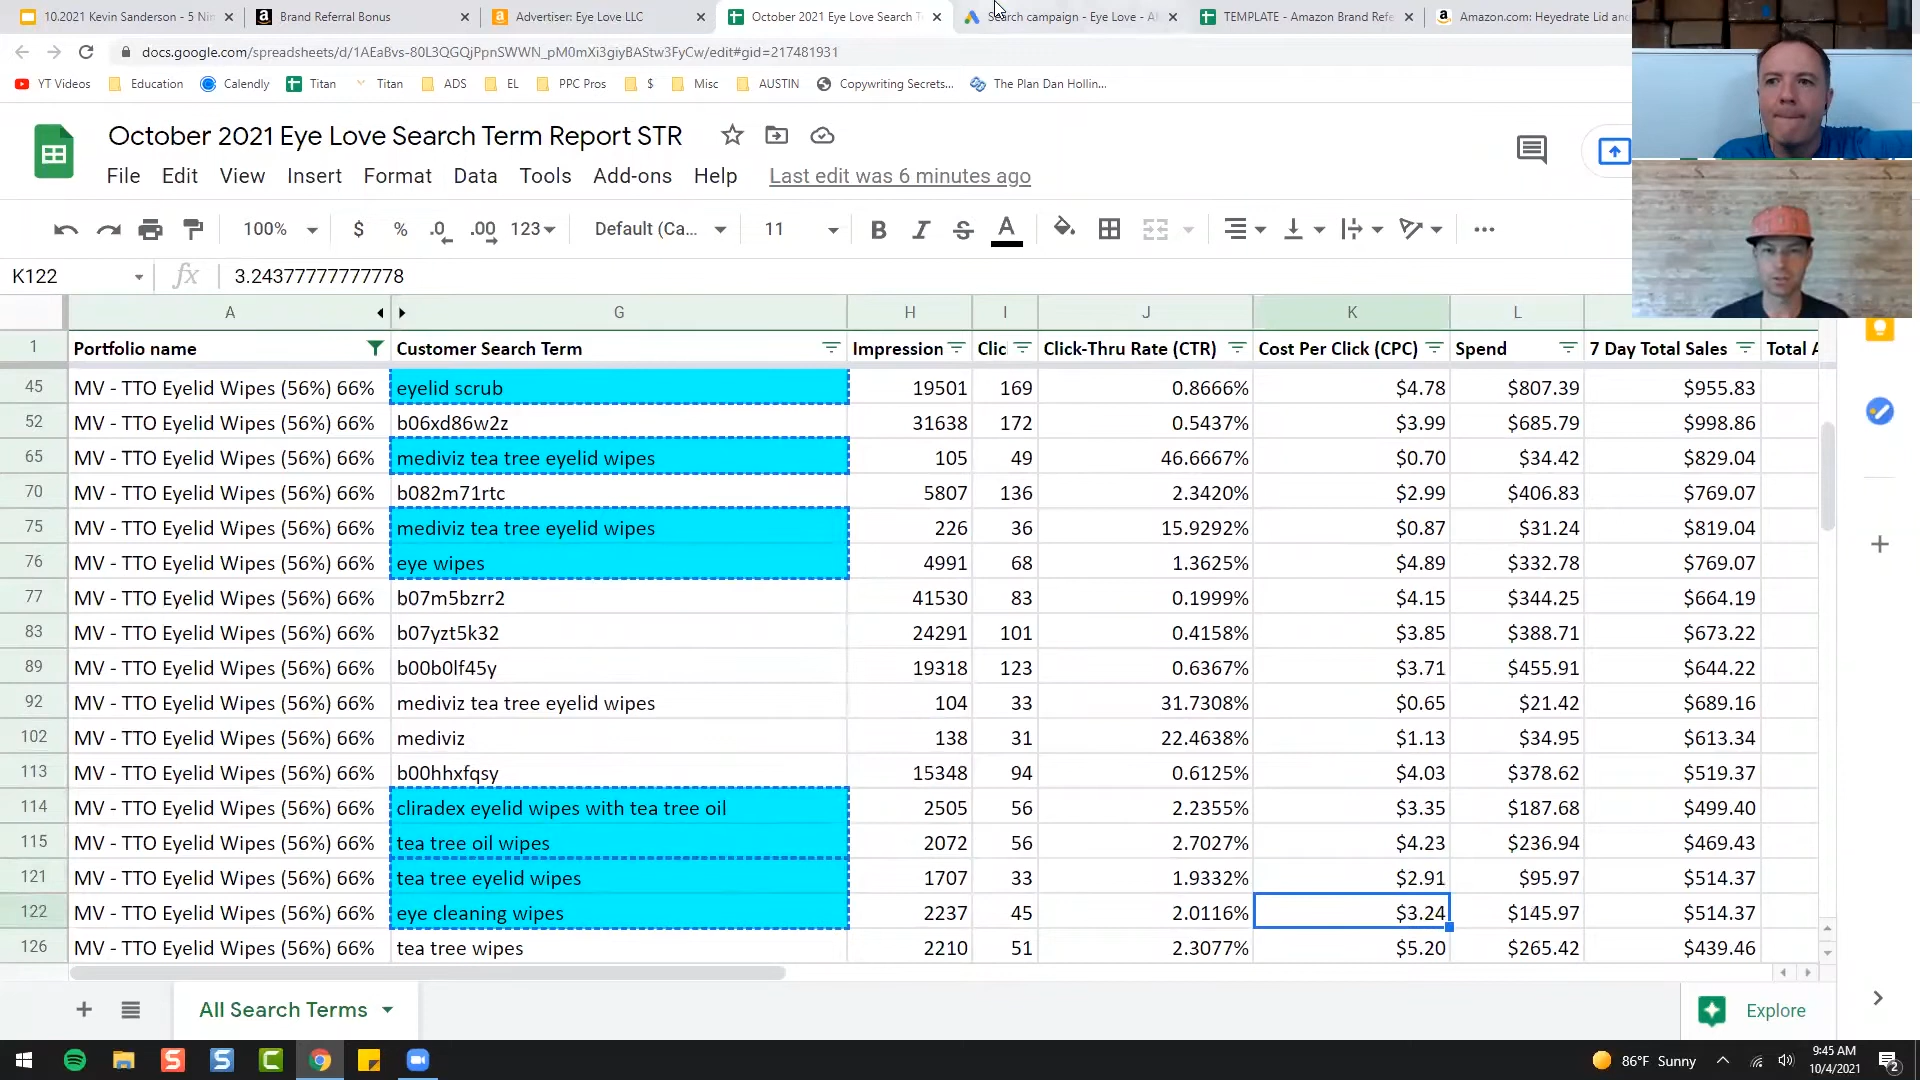 10.2021 Kevin Sanderson - 5 Nin
Brand Referral Bonus
Advertiser: Eye Love LLC
October 2021 Eye Love Search T
Search campaign - Eye Love - A
TEMPLATE - Amazon Brand Refe
Amazon.com: Heyedrate Lid and
docs.google.com/spreadsheets/d/1AEaBvs-80L3QGQjPpnSWWN_pM0mXi3giyBAStw3FyCw/edit#gid=217481931
YT Videos Education Calendly Titan Titan ADS EL PPC Pros $ Misc AUSTIN Copywriting Secrets... The Plan Dan Hollin...
October 2021 Eye Love Search Term Report STR
File Edit View Insert Format Data Tools Add-ons Help Last edit was 6 minutes ago
100% $ % .0 .00 123 Default (Ca... 11 B I S A
K122 fx 3.24377777777778
A G H I J K L
1 Portfolio name Customer Search Term Impression Clic Click-Thru Rate (CTR) Cost Per Click (CPC) Spend 7 Day Total Sales Total A
45 MV - TTO Eyelid Wipes (56%) 66% eyelid scrub 19501 169 0.8666% $4.78 $807.39 $955.83
52 MV - TTO Eyelid Wipes (56%) 66% b06xd86w2z 31638 172 0.5437% $3.99 $685.79 $998.86
65 MV - TTO Eyelid Wipes (56%) 66% mediviz tea tree eyelid wipes 105 49 46.6667% $0.70 $34.42 $829.04
70 MV - TTO Eyelid Wipes (56%) 66% b082m71rtc 5807 136 2.3420% $2.99 $406.83 $769.07
75 MV - TTO Eyelid Wipes (56%) 66% mediviz tea tree eyelid wipes 226 36 15.9292% $0.87 $31.24 $819.04
76 MV - TTO Eyelid Wipes (56%) 66% eye wipes 4991 68 1.3625% $4.89 $332.78 $769.07
77 MV - TTO Eyelid Wipes (56%) 66% b07m5bzrr2 41530 83 0.1999% $4.15 $344.25 $664.19
83 MV - TTO Eyelid Wipes (56%) 66% b07yzt5k32 24291 101 0.4158% $3.85 $388.71 $673.22
89 MV - TTO Eyelid Wipes (56%) 66% b00b0lf45y 19318 123 0.6367% $3.71 $455.91 $644.22
92 MV - TTO Eyelid Wipes (56%) 66% mediviz tea tree eyelid wipes 104 33 31.7308% $0.65 $21.42 $689.16
102 MV - TTO Eyelid Wipes (56%) 66% mediviz 138 31 22.4638% $1.13 $34.95 $613.34
113 MV - TTO Eyelid Wipes (56%) 66% b00hhxfqsy 15348 94 0.6125% $4.03 $378.62 $519.37
114 MV - TTO Eyelid Wipes (56%) 66% cliradex eyelid wipes with tea tree oil 2505 56 2.2355% $3.35 $187.68 $499.40
115 MV - TTO Eyelid Wipes (56%) 66% tea tree oil wipes 2072 56 2.7027% $4.23 $236.94 $469.43
121 MV - TTO Eyelid Wipes (56%) 66% tea tree eyelid wipes 1707 33 1.9332% $2.91 $95.97 $514.37
122 MV - TTO Eyelid Wipes (56%) 66% eye cleaning wipes 2237 45 2.0116% $3.24 $145.97 $514.37
126 MV - TTO Eyelid Wipes (56%) 66% tea tree wipes 2210 51 2.3077% $5.20 $265.42 $439.46
All Search Terms
Explore
86°F Sunny
9:45 AM
10/4/2021
2